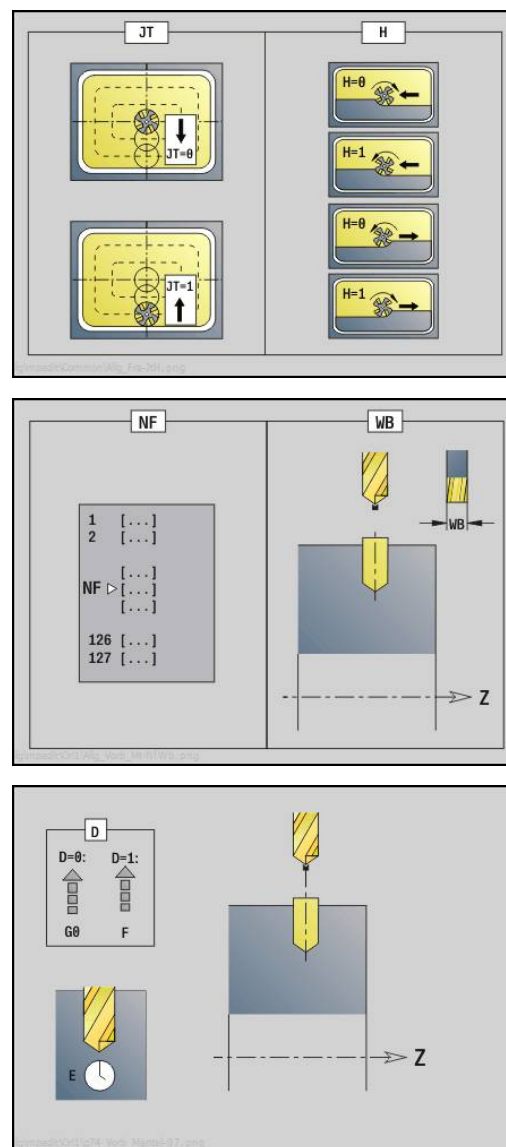 JT
H
JT=0
JT=1
H=0
H=1
H=0
H=1
NF
WB
1 [...]
2 [...]
[...]
NF [...]
[...]
126 [...]
127 [...]
WB
Z
D
D=0: D=1:
G0 F
E
Z